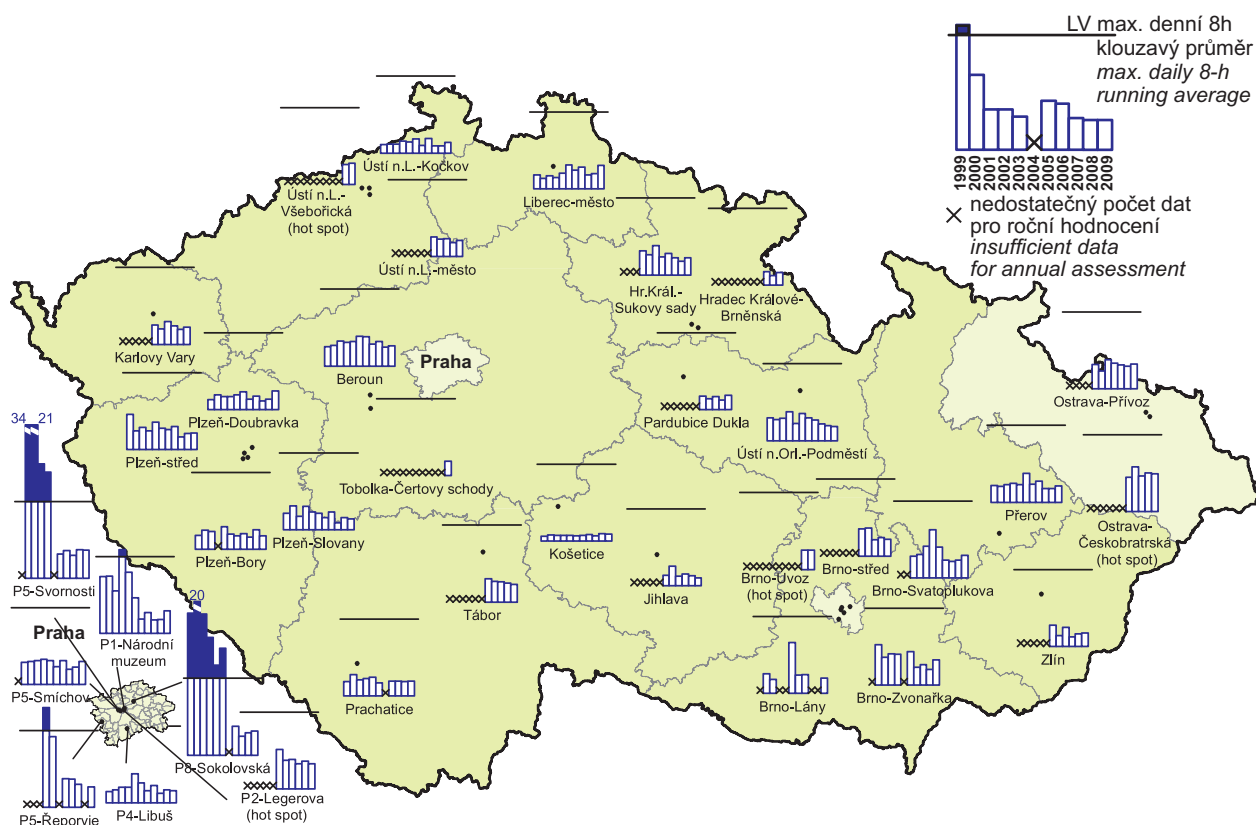 LV max. denní 8h
klouzavý průměr
max. daily 8-h
running average
1999
2000
2001
2002
2003
2004
2005
2006
2007
2008
2009
× nedostatečný počet dat
pro roční hodnocení
insufficient data
for annual assessment
Ústí n.L.-Kočkov
Ústí n.L.-
Všebořická
(hot spot)
Liberec-město
Ústí n.L.-město
Hr.Král.-
Sukovy sady
Hradec Králové-
Brněnská
Karlovy Vary
Beroun
Praha
Ostrava-Přívoz
Plzeň-Doubravka
Pardubice Dukla
Plzeň-střed
Ústí n.Orl.-Podměstí
34
21
Tobolka-Čertovy schody
Přerov
Ostrava-
Českobratrská
(hot spot)
Plzeň-Slovany
Plzeň-Bory
Košetice
Brno-Úvoz
(hot spot)
Brno-střed
Brno-Svatoplukova
P5-Svornosti
Jihlava
Tábor
20
Praha
P1-Národní
muzeum
Zlín
P5-Smíchov
Prachatice
Brno-Lány
Brno-Zvonařka
P8-Sokolovská
P2-Legerova
(hot spot)
P5-Řeporyje
P4-Libuš